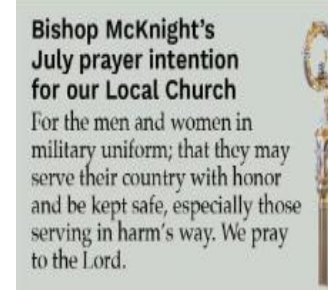 Bishop McKnight's
July prayer intention
for our Local Church
For the men and women in
military uniform; that they may
serve their country with honor
and be kept safe, especially those
serving in harm's way. We pray
to the Lord.